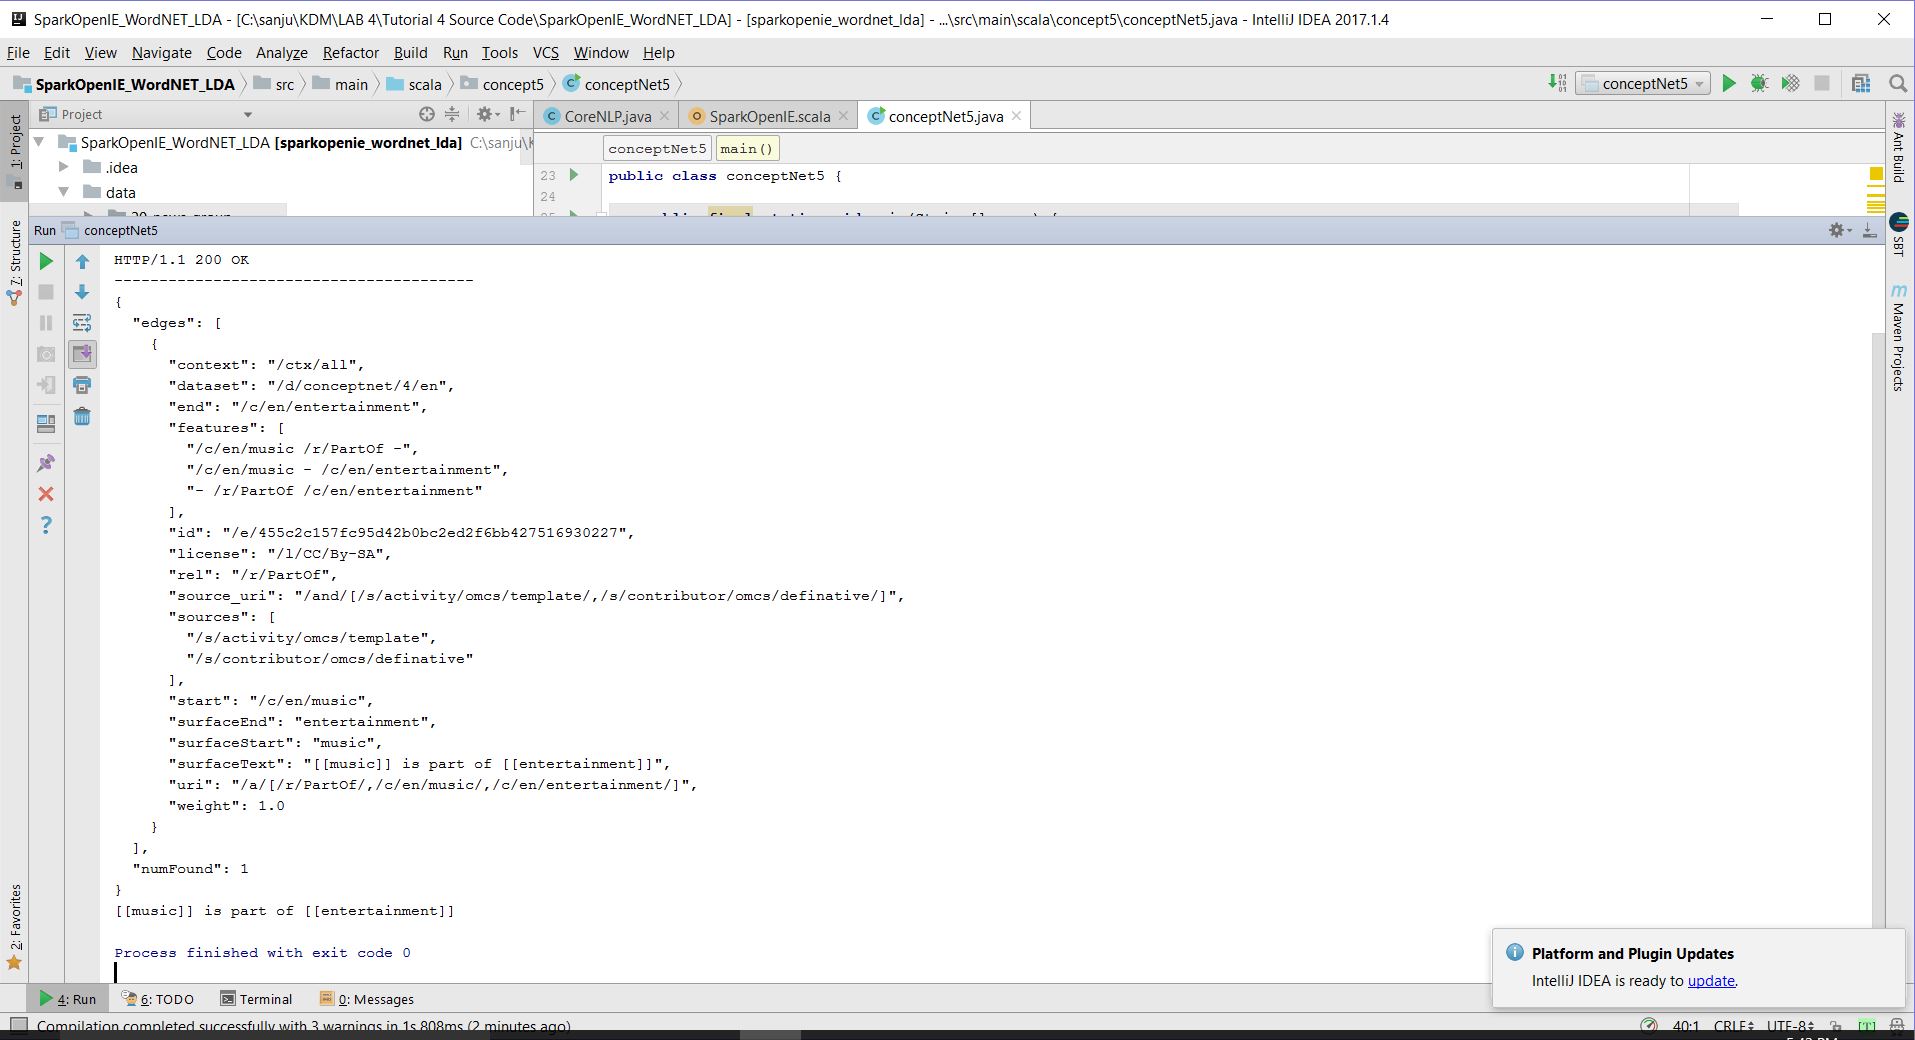 SparkOpenIE_WordNET_LDA - [C:\sanju\KDM\LAB 4\Tutorial 4 Source Code\SparkOpenIE_WordNET_LDA] - [sparkopenie_wordnet_lda] - ...\src\main\scala\concept5\conceptNet5.java - IntelliJ IDEA 2017.1.4
File Edit View Navigate Code Analyze Refactor Build Run Tools VCS Window Help
SparkOpenIE_WordNET_LDA src main scala concept5 conceptNet5 conceptNet5
Project CoreNLP.java SparkOpenIE.scala conceptNet5.java
SparkOpenIE_WordNET_LDA [sparkopenie_wordnet_lda] C:\sanju\
.idea
data
conceptNet5 main()
23 public class conceptNet5 {
24
1: Project
7: Structure
2: Favorites
Ant Build
SBT
Maven Projects
Run conceptNet5
HTTP/1.1 200 OK
----------------------------------------
{
  "edges": [
    {
      "context": "/ctx/all",
      "dataset": "/d/conceptnet/4/en",
      "end": "/c/en/entertainment",
      "features": [
        "/c/en/music /r/PartOf -",
        "/c/en/music - /c/en/entertainment",
        "- /r/PartOf /c/en/entertainment"
      ],
      "id": "/e/455c2c157fc95d42b0bc2ed2f6bb427516930227",
      "license": "/l/CC/By-SA",
      "rel": "/r/PartOf",
      "source_uri": "/and/[/s/activity/omcs/template/,/s/contributor/omcs/definative/]",
      "sources": [
        "/s/activity/omcs/template",
        "/s/contributor/omcs/definative"
      ],
      "start": "/c/en/music",
      "surfaceEnd": "entertainment",
      "surfaceStart": "music",
      "surfaceText": "[[music]] is part of [[entertainment]]",
      "uri": "/a/[/r/PartOf/,/c/en/music/,/c/en/entertainment/]",
      "weight": 1.0
    }
  ],
  "numFound": 1
}
[[music]] is part of [[entertainment]]
Process finished with exit code 0
Platform and Plugin Updates
IntelliJ IDEA is ready to update.
4: Run 6: TODO Terminal 0: Messages
Compilation completed successfully with 3 warnings in 1s 808ms (2 minutes ago) 40:1 CRLF UTF-8 [T]